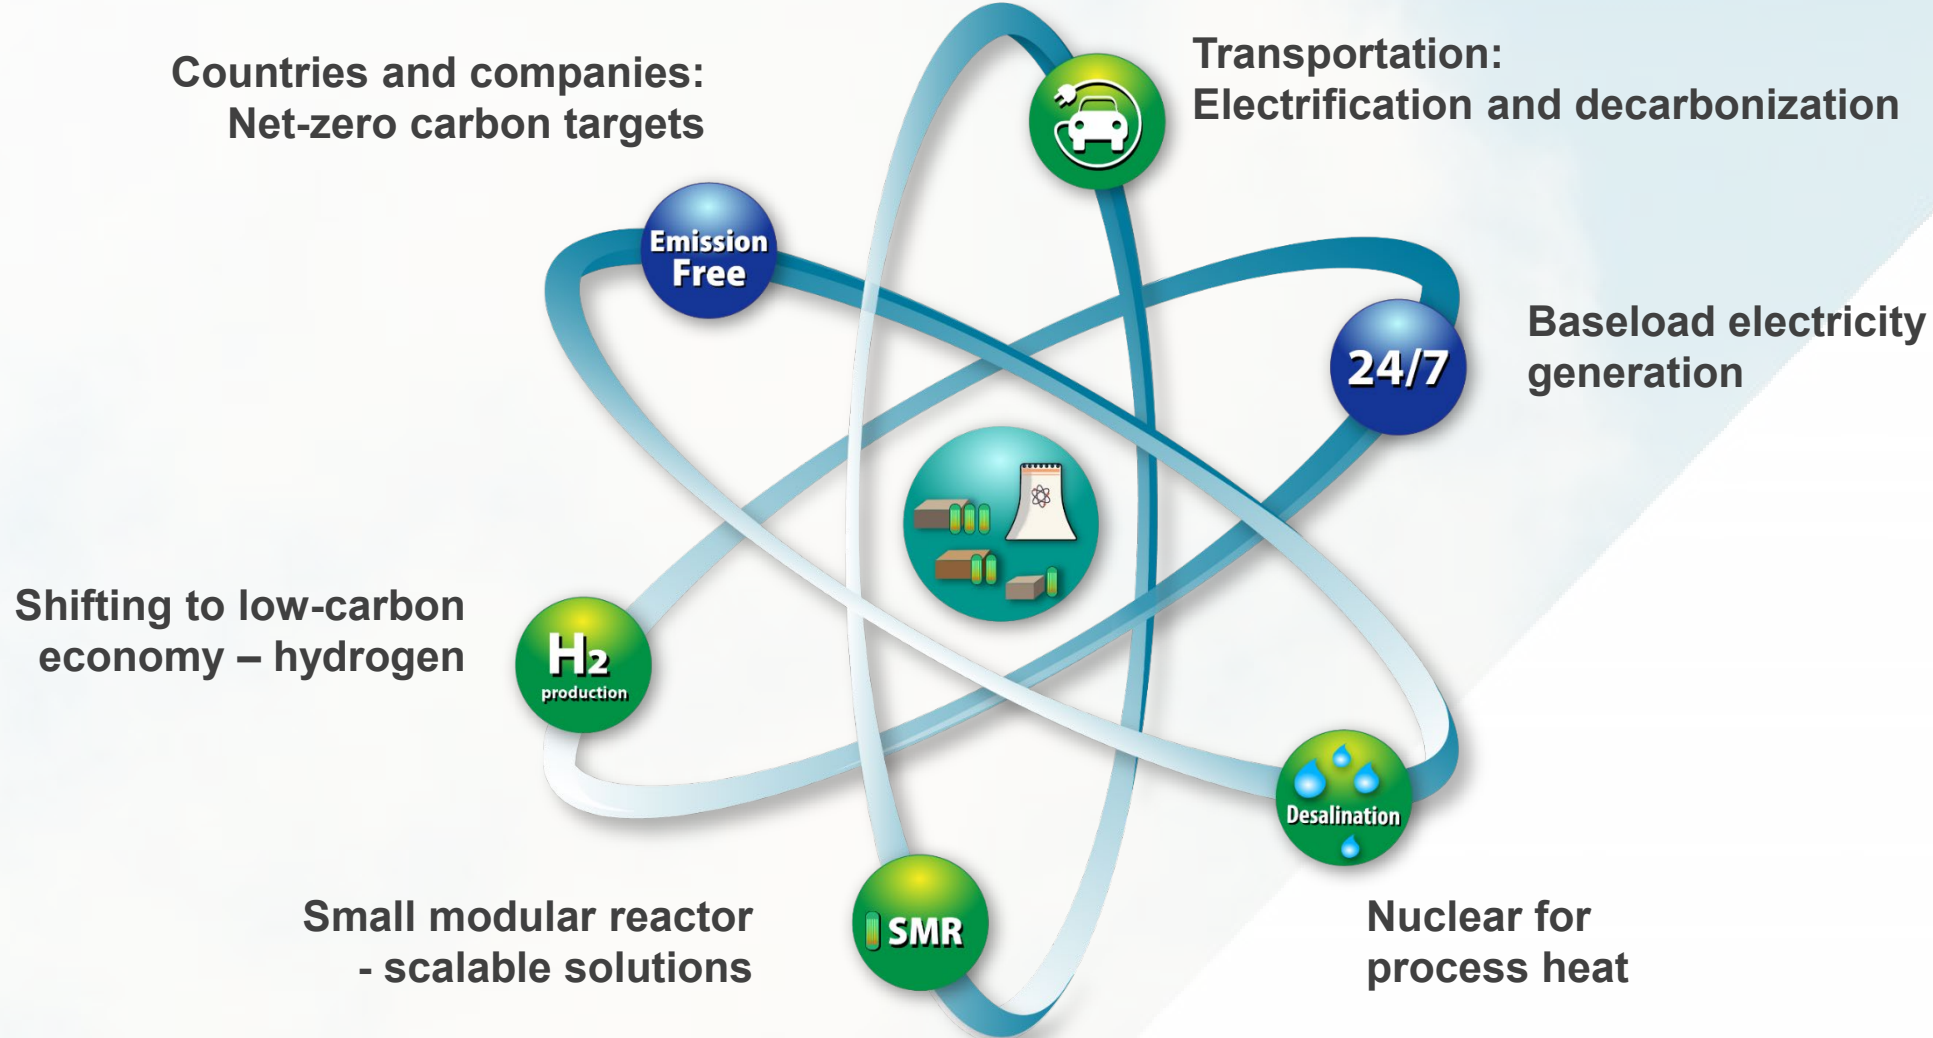 Countries and companies:
Net-zero carbon targets
Transportation:
Electrification and decarbonization
Emission
Free
24/7
Baseload electricity
generation
Shifting to low-carbon
economy – hydrogen
H₂
production
Desalination
Small modular reactor
- scalable solutions
SMR
Nuclear for
process heat